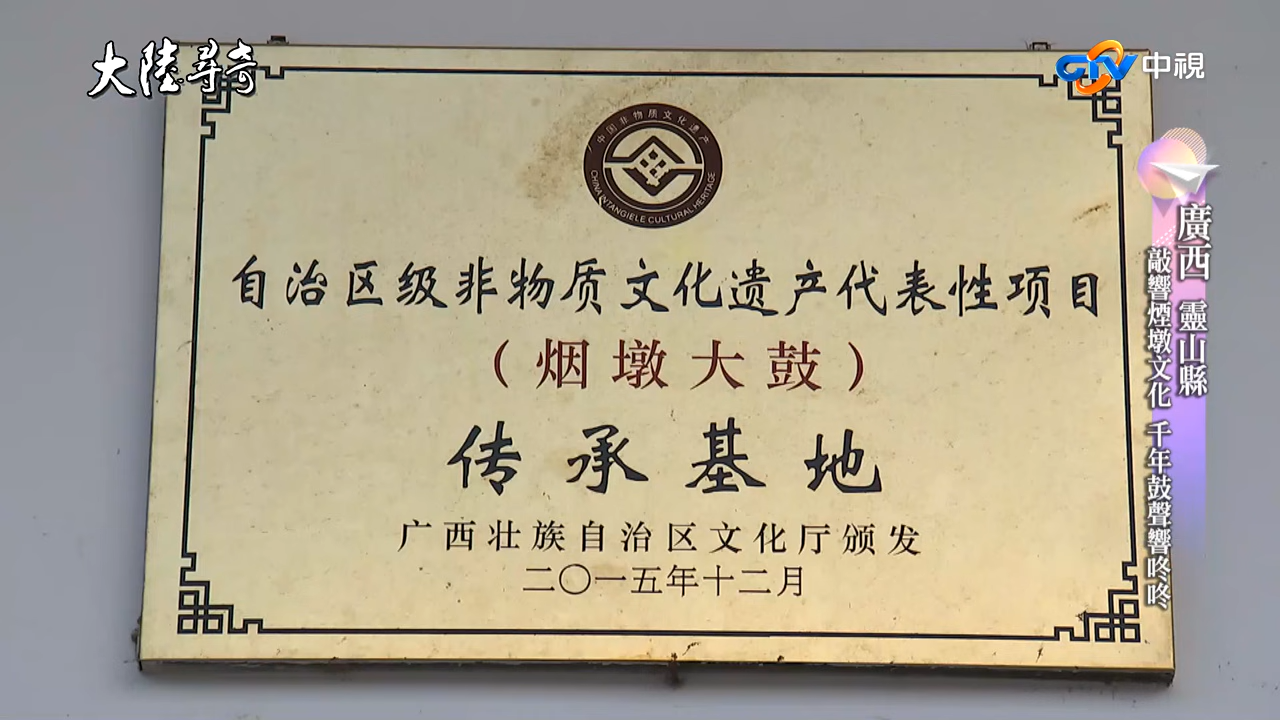 大陸尋奇
CTV中視
中国非物质文化遗产
CHINA INTANGIELE CULTURAL HERITAGE
自治区级非物质文化遗产代表性项目
（烟墩大鼓）
传承基地
广西壮族自治区文化厅颁发
二〇一五年十二月
廣西 靈山縣
敲響煙墩文化 千年鼓聲響咚咚